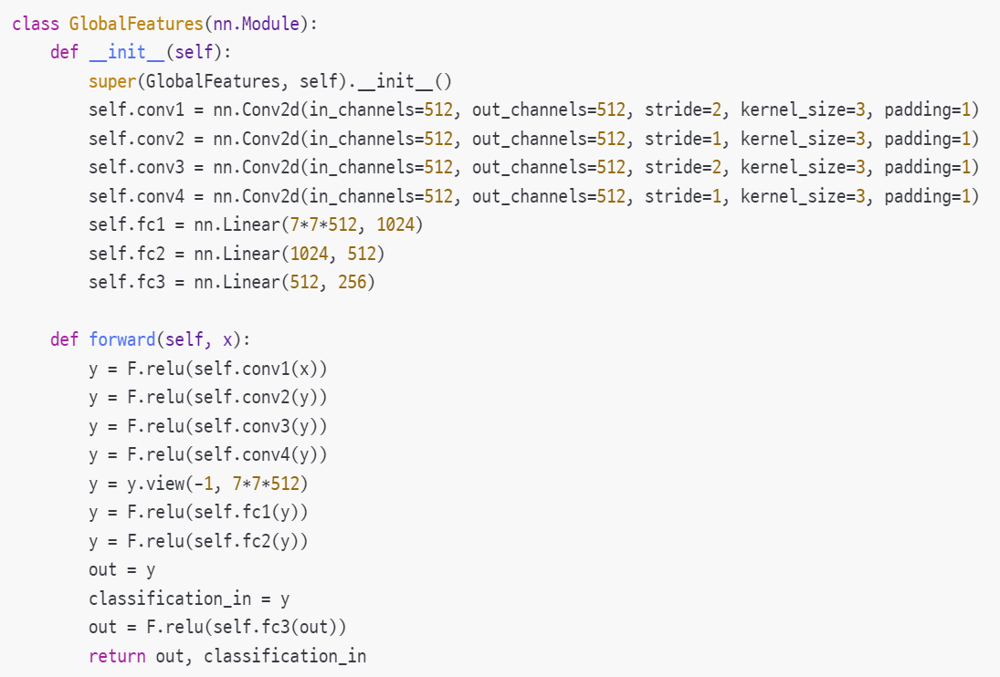 class GlobalFeatures(nn.Module):
    def __init__(self):
        super(GlobalFeatures, self).__init__()
        self.conv1 = nn.Conv2d(in_channels=512, out_channels=512, stride=2, kernel_size=3, padding=1)
        self.conv2 = nn.Conv2d(in_channels=512, out_channels=512, stride=1, kernel_size=3, padding=1)
        self.conv3 = nn.Conv2d(in_channels=512, out_channels=512, stride=2, kernel_size=3, padding=1)
        self.conv4 = nn.Conv2d(in_channels=512, out_channels=512, stride=1, kernel_size=3, padding=1)
        self.fc1 = nn.Linear(7*7*512, 1024)
        self.fc2 = nn.Linear(1024, 512)
        self.fc3 = nn.Linear(512, 256)

    def forward(self, x):
        y = F.relu(self.conv1(x))
        y = F.relu(self.conv2(y))
        y = F.relu(self.conv3(y))
        y = F.relu(self.conv4(y))
        y = y.view(-1, 7*7*512)
        y = F.relu(self.fc1(y))
        y = F.relu(self.fc2(y))
        out = y
        classification_in = y
        out = F.relu(self.fc3(out))
        return out, classification_in